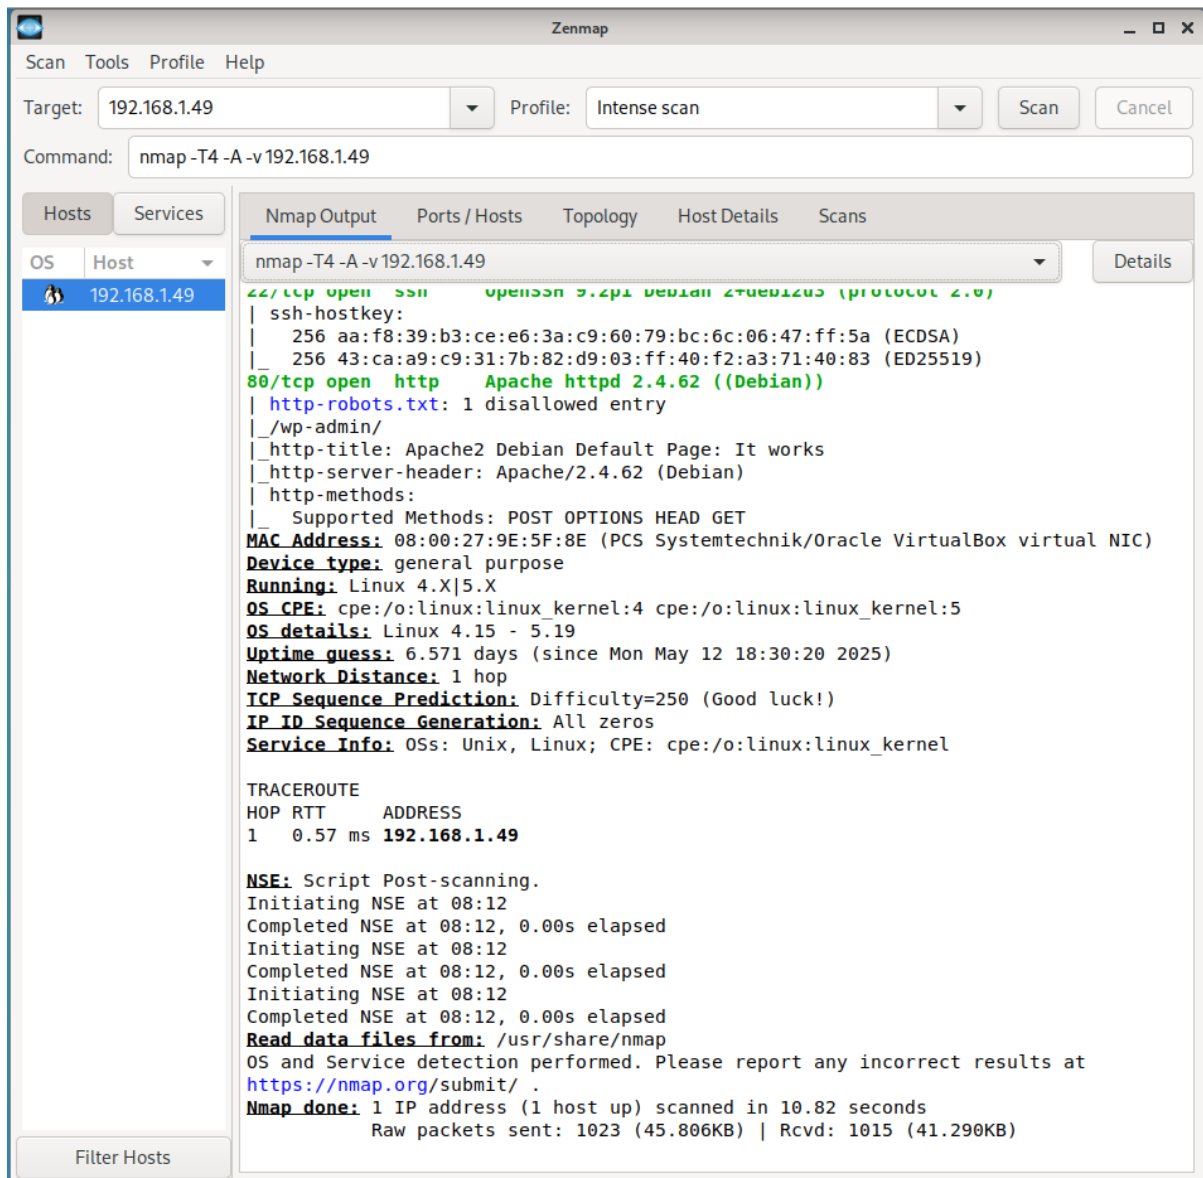 Zenmap
Scan Tools Profile Help
Target: 192.168.1.49 Profile: Intense scan Scan Cancel
Command: nmap -T4 -A -v 192.168.1.49
Hosts Services
Nmap Output Ports / Hosts Topology Host Details Scans
OS Host
nmap -T4 -A -v 192.168.1.49 Details
192.168.1.49
22/tcp open ssh OpenSSH 9.2p1 Debian 2+deb12u3 (protocol 2.0)
| ssh-hostkey:
|   256 aa:f8:39:b3:ce:e6:3a:c9:60:79:bc:6c:06:47:ff:5a (ECDSA)
|_  256 43:ca:a9:c9:31:7b:82:d9:03:ff:40:f2:a3:71:40:83 (ED25519)
80/tcp open  http    Apache httpd 2.4.62 ((Debian))
| http-robots.txt: 1 disallowed entry
|_/wp-admin/
|_http-title: Apache2 Debian Default Page: It works
|_http-server-header: Apache/2.4.62 (Debian)
| http-methods:
|_  Supported Methods: POST OPTIONS HEAD GET
MAC Address: 08:00:27:9E:5F:8E (PCS Systemtechnik/Oracle VirtualBox virtual NIC)
Device type: general purpose
Running: Linux 4.X|5.X
OS CPE: cpe:/o:linux:linux_kernel:4 cpe:/o:linux:linux_kernel:5
OS details: Linux 4.15 - 5.19
Uptime guess: 6.571 days (since Mon May 12 18:30:20 2025)
Network Distance: 1 hop
TCP Sequence Prediction: Difficulty=250 (Good luck!)
IP ID Sequence Generation: All zeros
Service Info: OSs: Unix, Linux; CPE: cpe:/o:linux:linux_kernel
TRACEROUTE
HOP RTT     ADDRESS
1   0.57 ms 192.168.1.49
NSE: Script Post-scanning.
Initiating NSE at 08:12
Completed NSE at 08:12, 0.00s elapsed
Initiating NSE at 08:12
Completed NSE at 08:12, 0.00s elapsed
Initiating NSE at 08:12
Completed NSE at 08:12, 0.00s elapsed
Read data files from: /usr/share/nmap
OS and Service detection performed. Please report any incorrect results at
https://nmap.org/submit/ .
Nmap done: 1 IP address (1 host up) scanned in 10.82 seconds
Raw packets sent: 1023 (45.806KB) | Rcvd: 1015 (41.290KB)
Filter Hosts